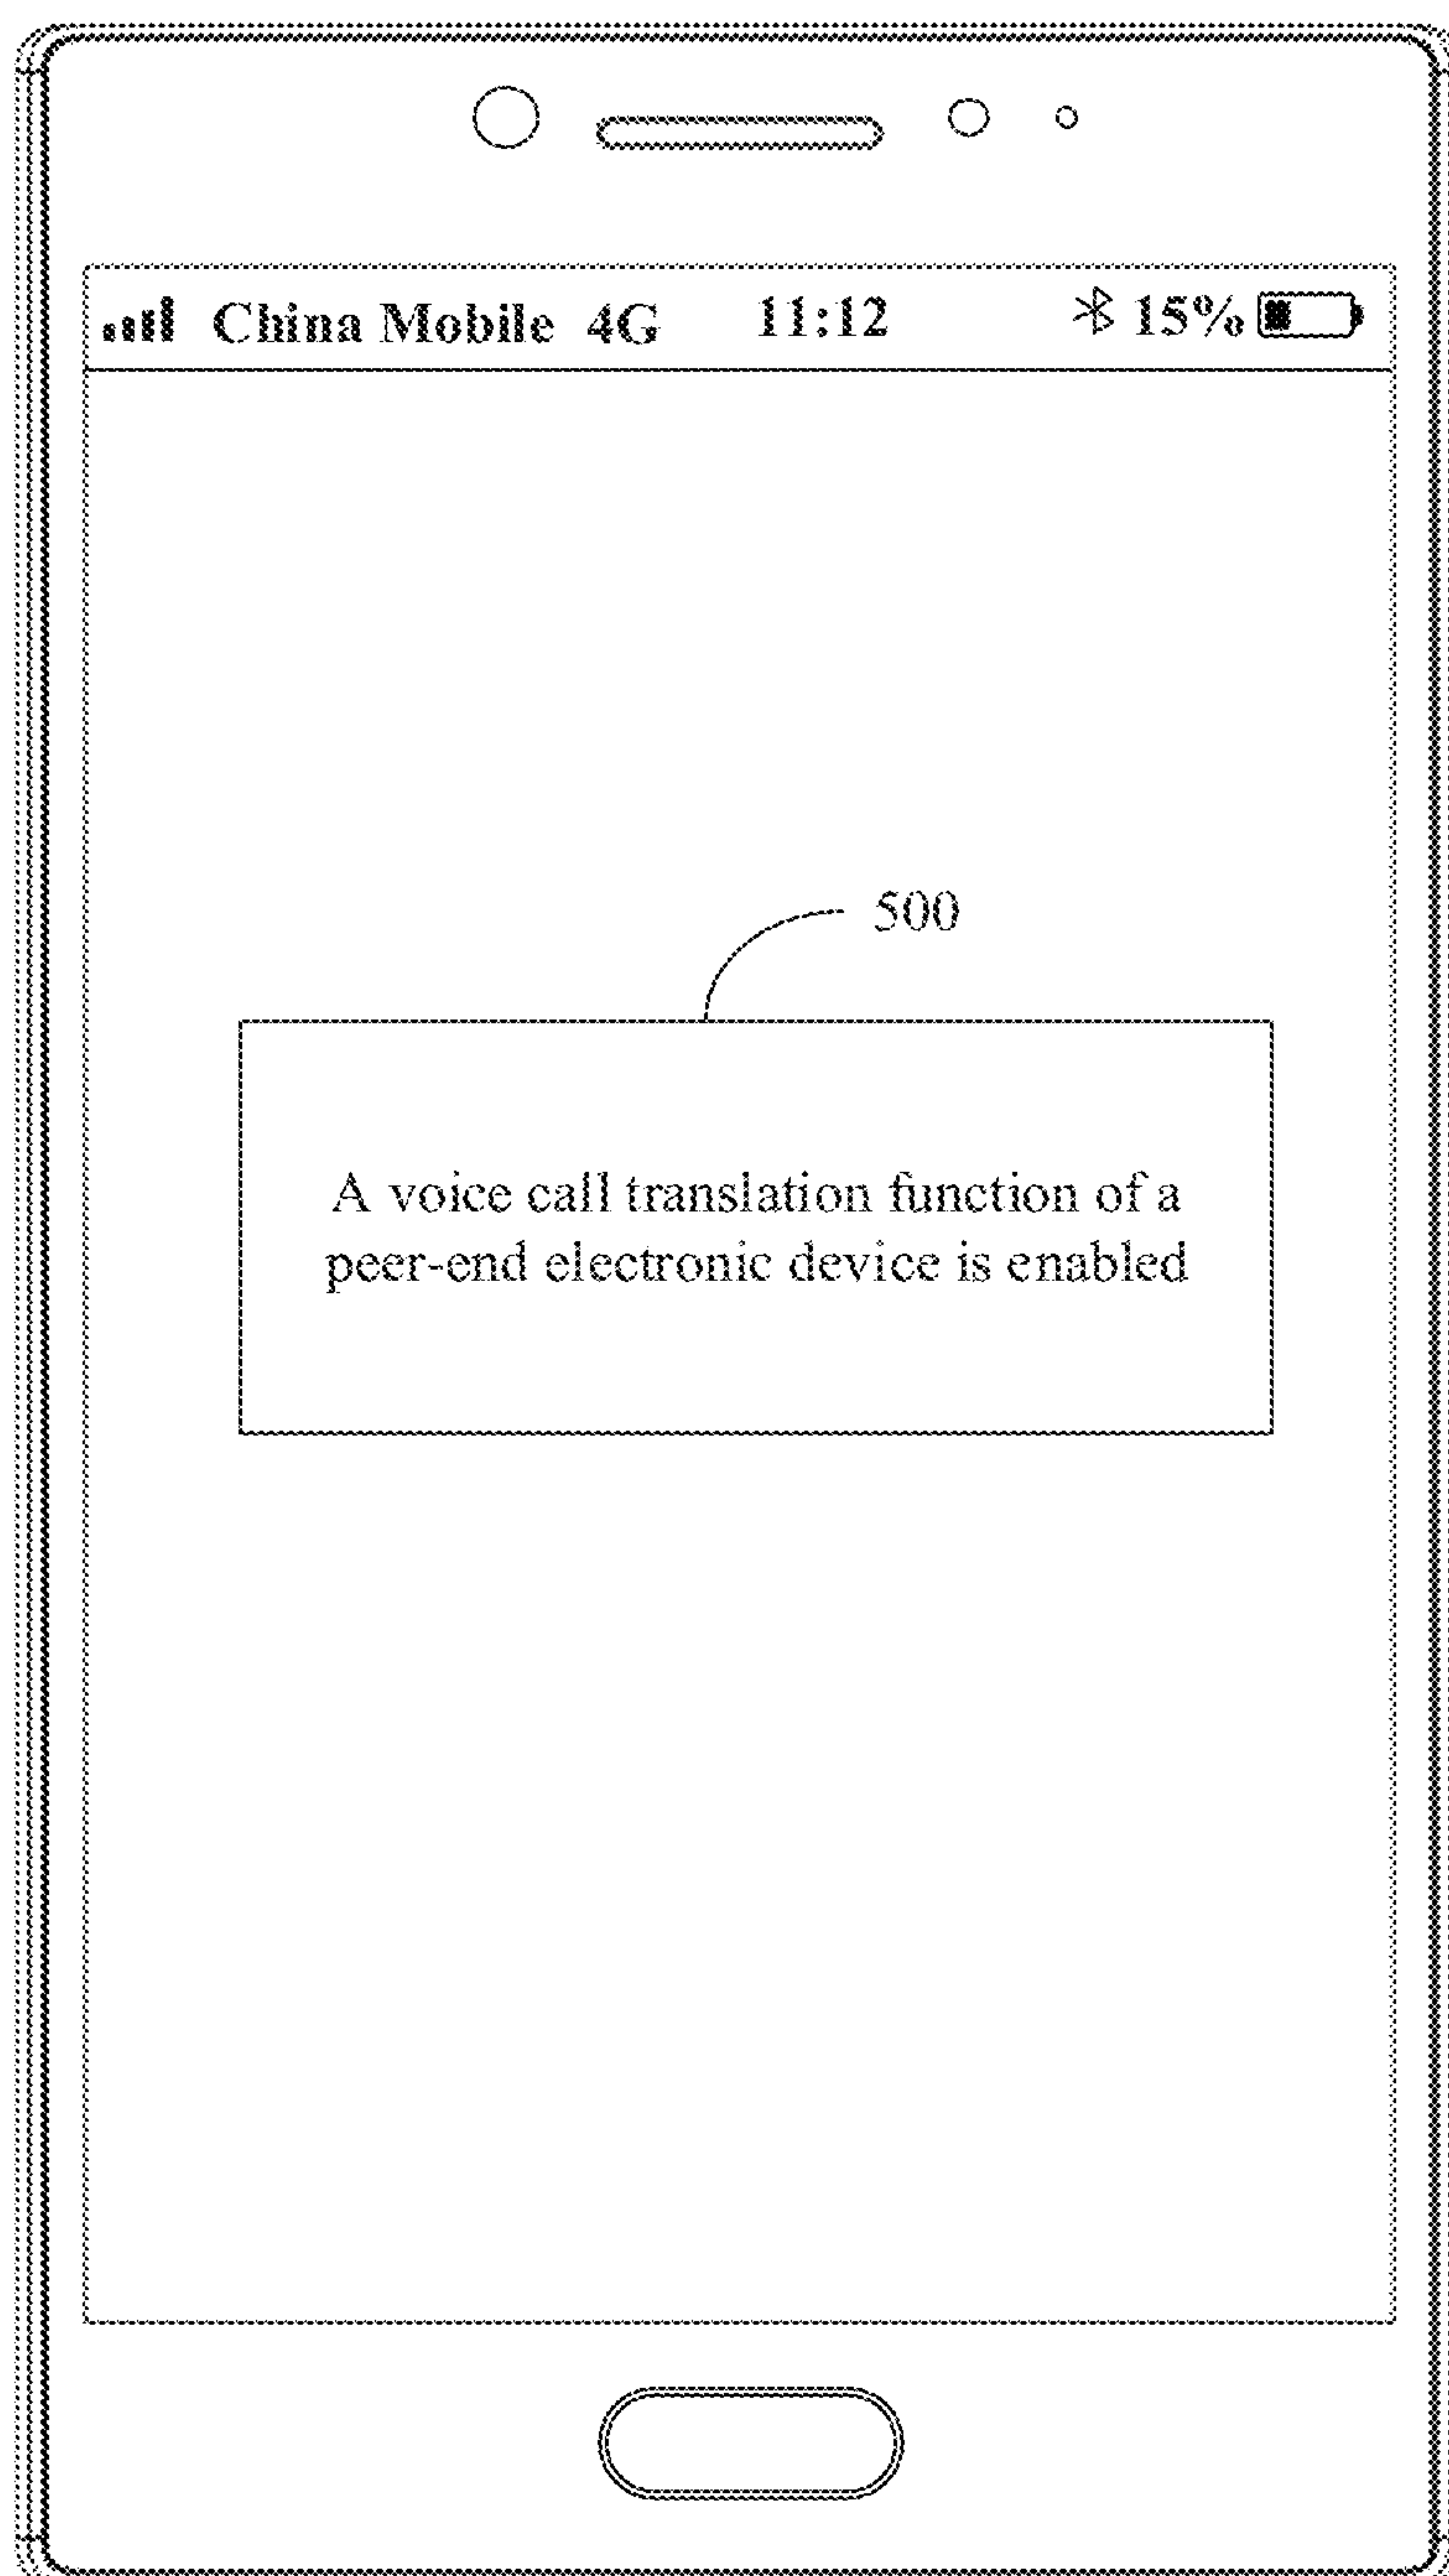 China Mobile 4G 11:12 15%
500
A voice call translation function of a
peer-end electronic device is enabled